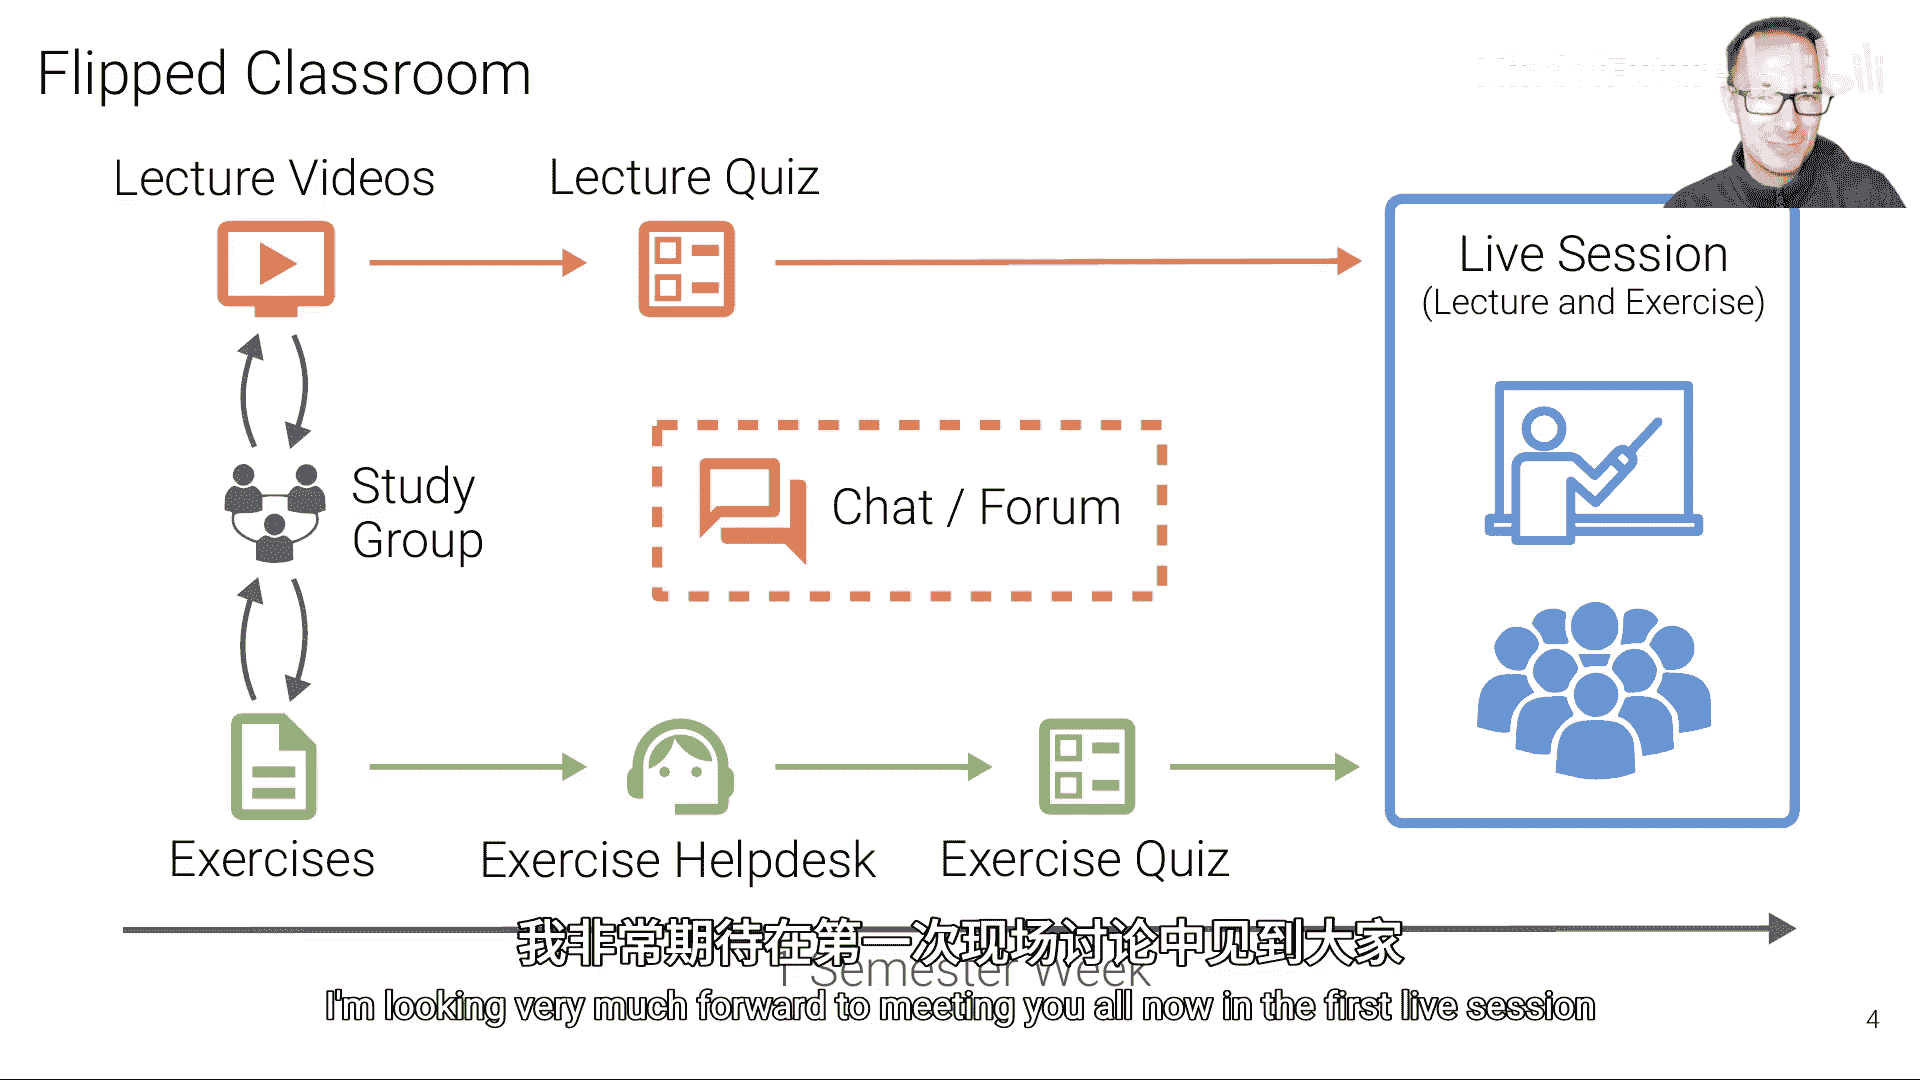 Flipped Classroom
Lecture Videos
Lecture Quiz
Live Session
(Lecture and Exercise)
Study
Group
Chat / Forum
Exercises
Exercise Helpdesk
Exercise Quiz
1 Semester Week
我非常期待在第一次现场讨论中见到大家
I'm looking very much forward to meeting you all now in the first live session
4